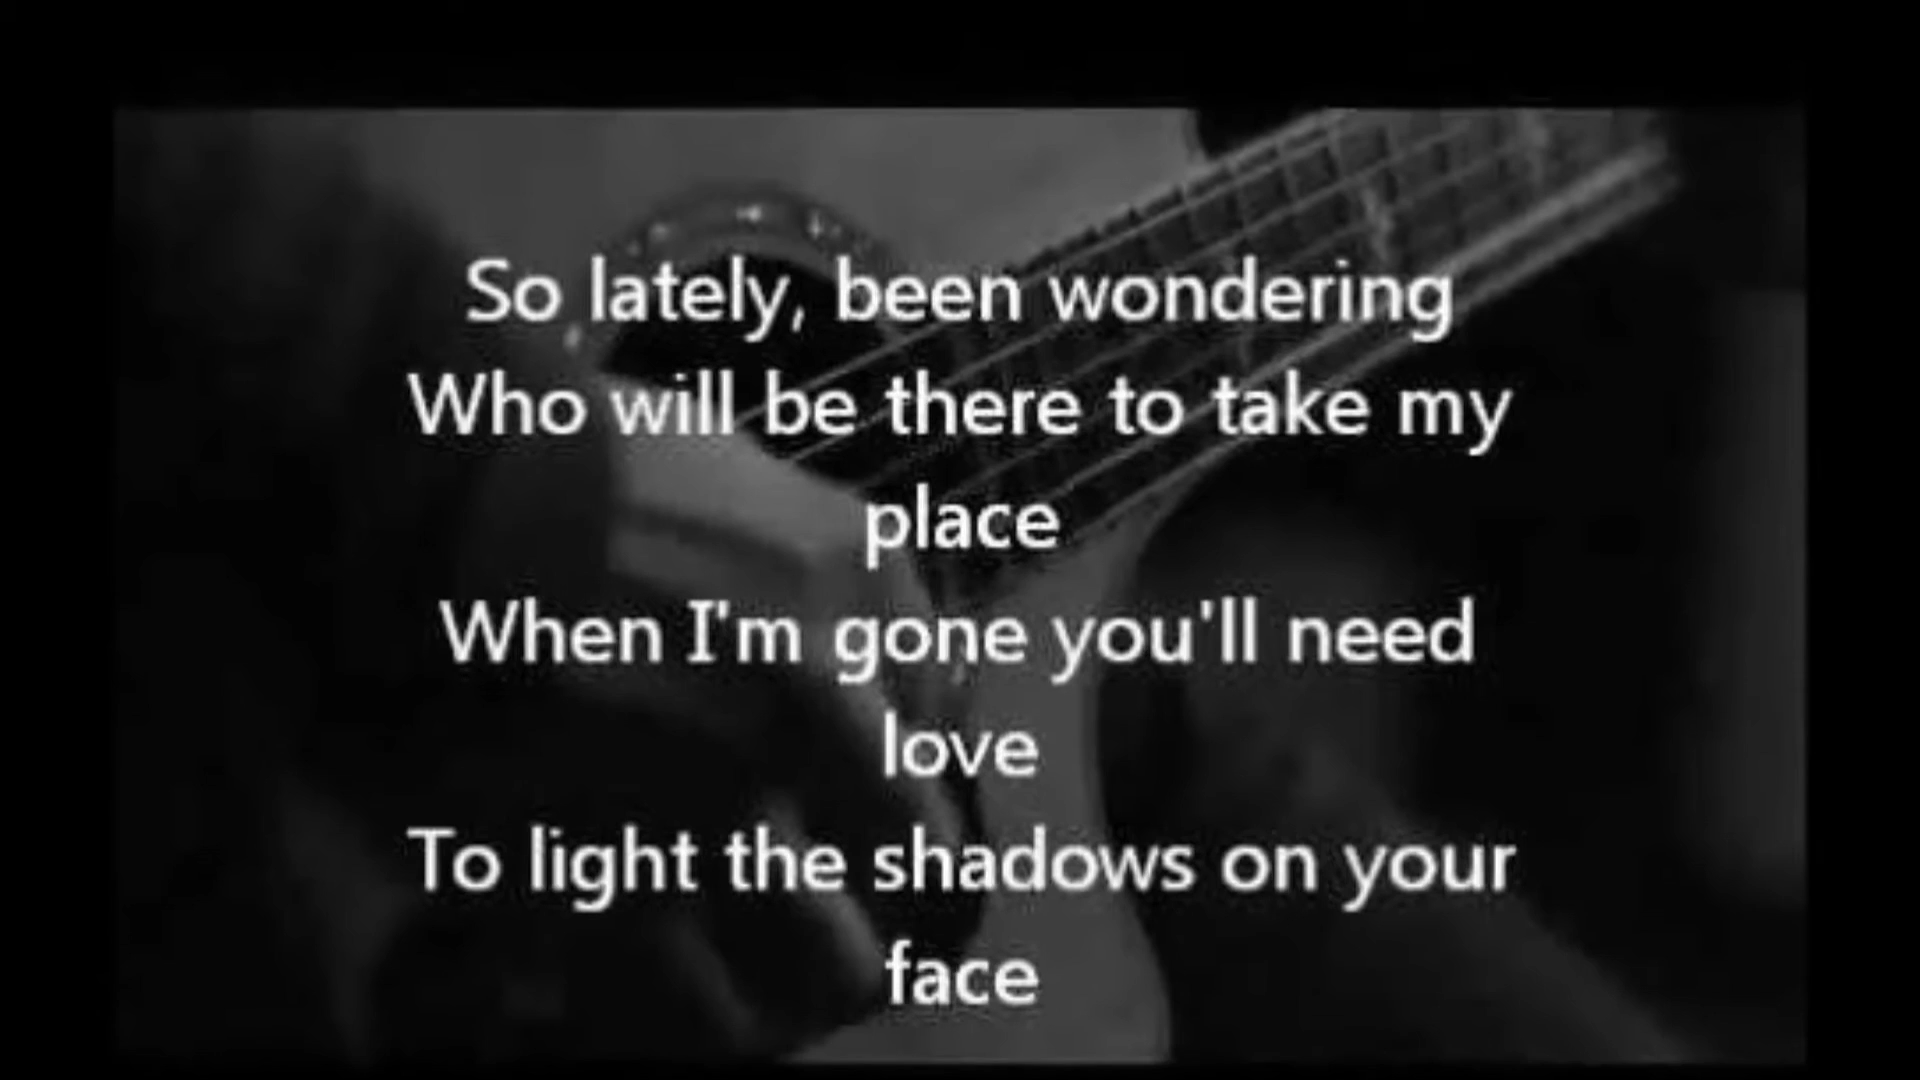 So lately, been wondering
Who will be there to take my
place
When I'm gone you'll need
love
To light the shadows on your
face